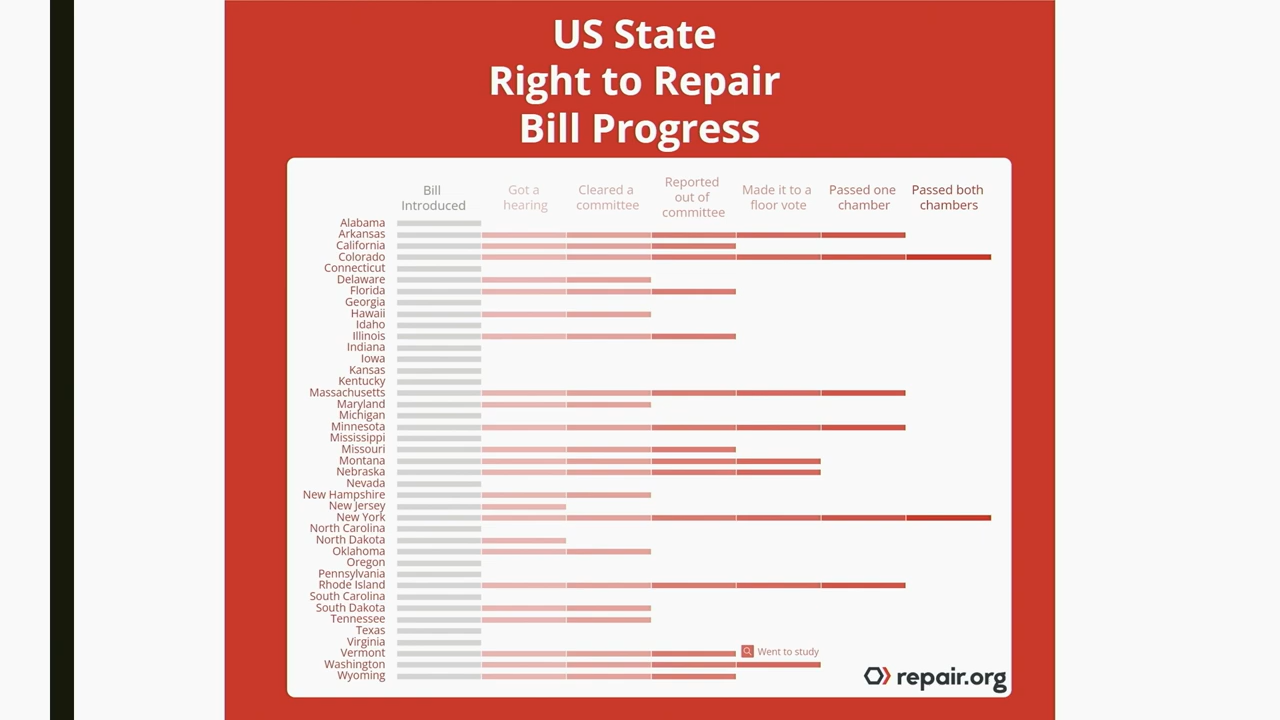 US State
Right to Repair
Bill Progress
Bill
Introduced
Got a
hearing
Cleared a
committee
Reported
out of
committee
Made it to a
floor vote
Passed one
chamber
Passed both
chambers
Alabama
Arkansas
California
Colorado
Connecticut
Delaware
Florida
Georgia
Hawaii
Idaho
Illinois
Indiana
Iowa
Kansas
Kentucky
Massachusetts
Maryland
Michigan
Minnesota
Mississippi
Missouri
Montana
Nebraska
Nevada
New Hampshire
New Jersey
New York
North Carolina
North Dakota
Oklahoma
Oregon
Pennsylvania
Rhode Island
South Carolina
South Dakota
Tennessee
Texas
Virginia
Vermont
Went to study
Washington
Wyoming
repair.org